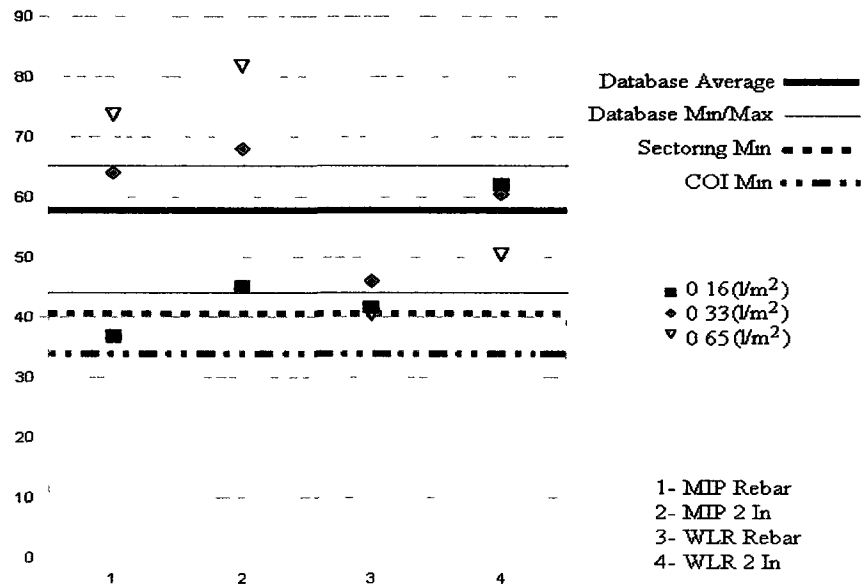 90
80
70
60
50
40
30
20
10
0
1 2 3 4
Database Average
Database Min/Max
Sectoring Min
COI Min
0 16 (l/m²)
0 33 (l/m²)
0 65 (l/m²)
1- MIP Rebar
2- MIP 2 In
3- WLR Rebar
4- WLR 2 In